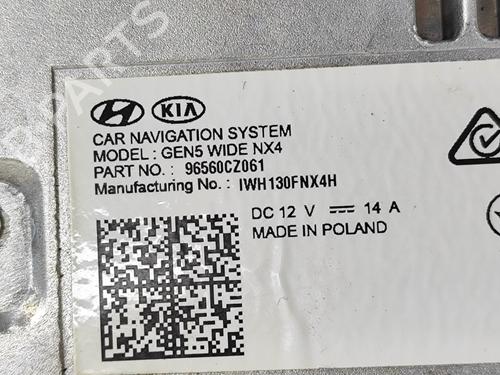 KIA
CAR NAVIGATION SYSTEM
MODEL : GEN5 WIDE NX4
PART NO. : 96560CZ061
Manufacturing No. : IWH130FNX4H
DC 12 V ⎓ 14 A
MADE IN POLAND